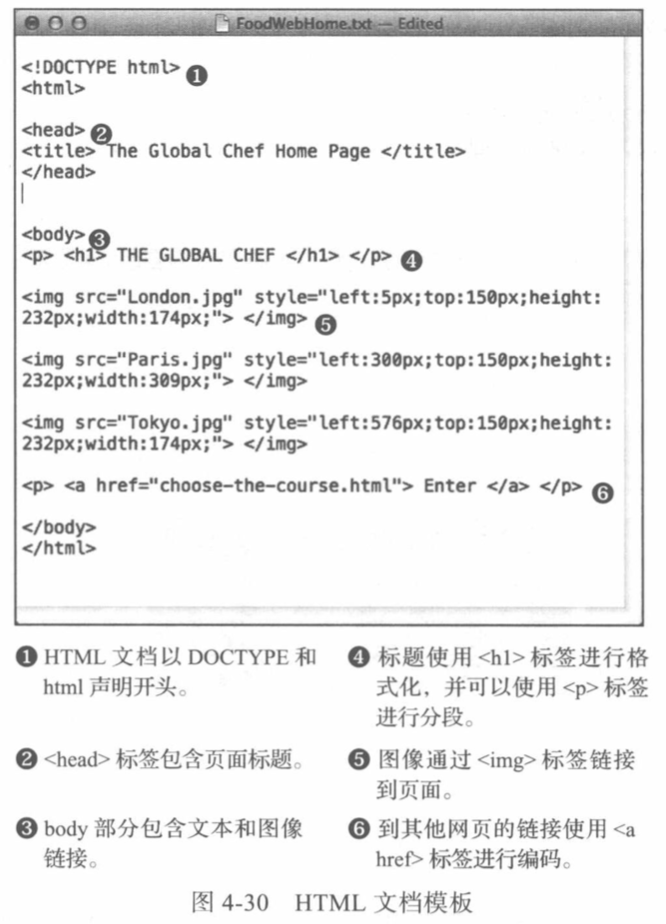 FoodWebHome.txt — Edited
<!DOCTYPE html> ❶
<html>
<head> ❷
<title> The Global Chef Home Page </title>
</head>
<body> ❸
<p> <h1> THE GLOBAL CHEF </h1> </p> ❹
<img src="London.jpg" style="left:5px;top:150px;height:
232px;width:174px;"> </img> ❺
<img src="Paris.jpg" style="left:300px;top:150px;height:
232px;width:309px;"> </img>
<img src="Tokyo.jpg" style="left:576px;top:150px;height:
232px;width:174px;"> </img>
<p> <a href="choose-the-course.html"> Enter </a> </p> ❻
</body>
</html>
❶ HTML 文档以 DOCTYPE 和
html 声明开头。
❷ <head> 标签包含页面标题。
❸ body 部分包含文本和图像
链接。
❹ 标题使用 <h1> 标签进行格
式化，并可以使用 <p> 标签
进行分段。
❺ 图像通过 <img> 标签链接
到页面。
❻ 到其他网页的链接使用 <a
href> 标签进行编码。
图 4-30 HTML 文档模板